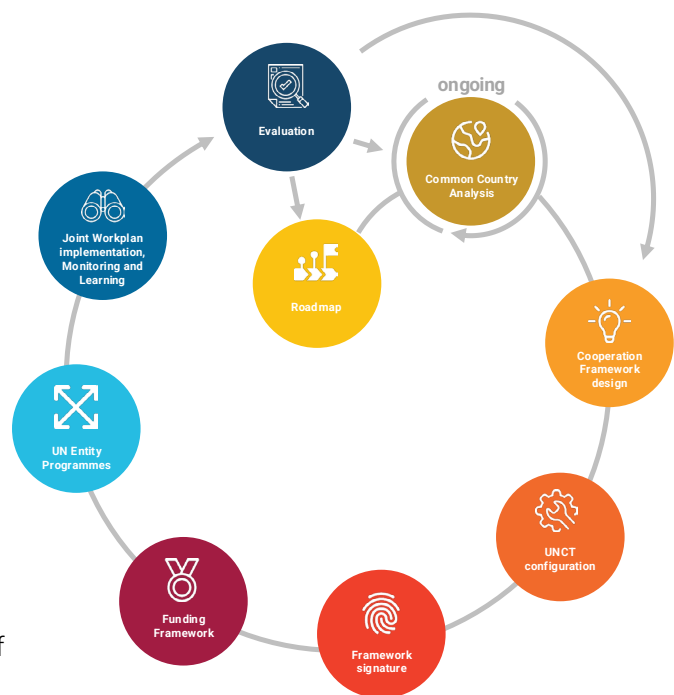 ongoing
Evaluation
Common Country
Analysis
Joint Workplan
implementation,
Monitoring and
Learning
Roadmap
Cooperation
Framework
design
UN Entity
Programmes
UNCT
configuration
Funding
Framework
Framework
signature
f